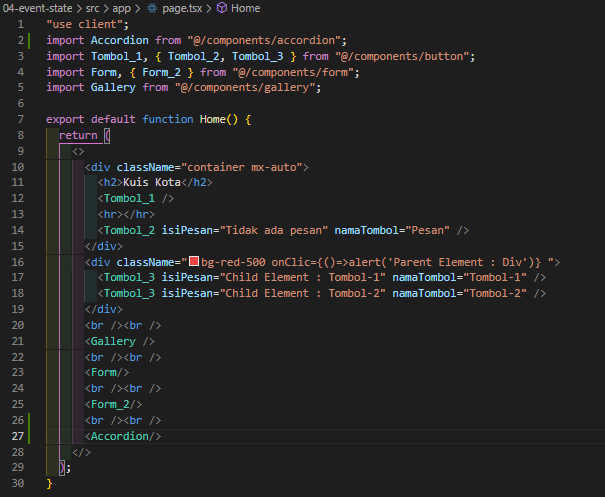 04-event-state > src > app > page.tsx > Home
1 "use client";
2 import Accordion from "@/components/accordion";
3 import Tombol_1, { Tombol_2, Tombol_3 } from "@/components/button";
4 import Form, { Form_2 } from "@/components/form";
5 import Gallery from "@/components/gallery";
6
7 export default function Home() {
8 return (
9 <>
10 <div className="container mx-auto">
11 <h2>Kuis Kota</h2>
12 <Tombol_1 />
13 <hr></hr>
14 <Tombol_2 isiPesan="Tidak ada pesan" namaTombol="Pesan" />
15 </div>
16 <div className="bg-red-500 onClic={()=>alert('Parent Element : Div')} ">
17 <Tombol_3 isiPesan="Child Element : Tombol-1" namaTombol="Tombol-1" />
18 <Tombol_3 isiPesan="Child Element : Tombol-2" namaTombol="Tombol-2" />
19 </div>
20 <br /><br />
21 <Gallery />
22 <br /><br />
23 <Form/>
24 <br /><br />
25 <Form_2/>
26 <br /><br />
27 <Accordion/>
28 </>
29 );
30 }